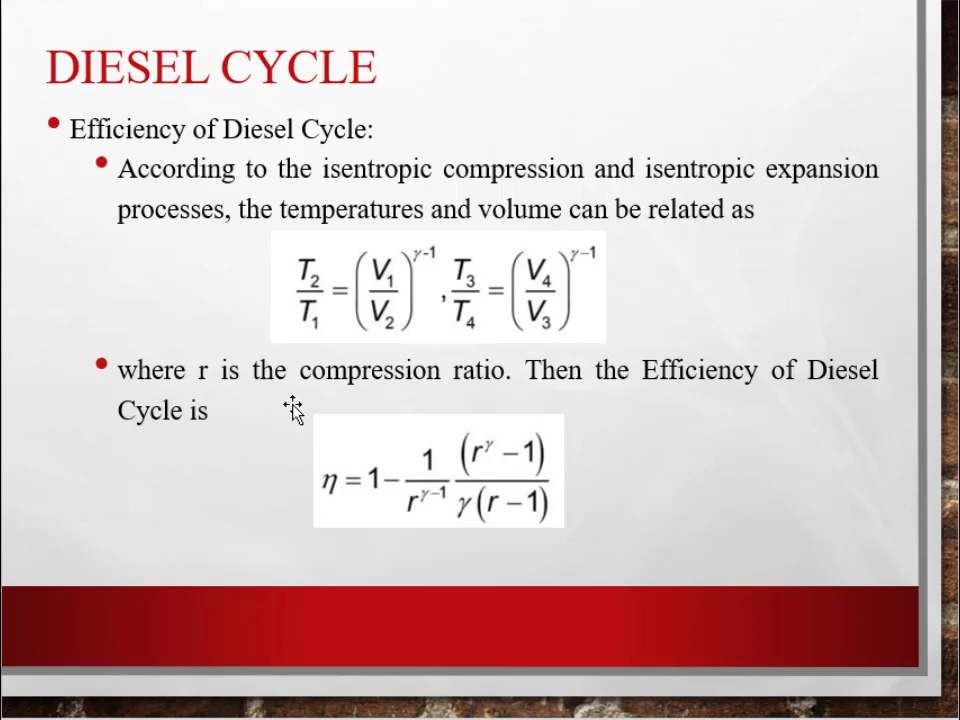 DIESEL CYCLE
• Efficiency of Diesel Cycle:
• According to the isentropic compression and isentropic expansion
processes, the temperatures and volume can be related as
T₂/T₁ = (V₁/V₂)^(γ-1), T₃/T₄ = (V₄/V₃)^(γ-1)
• where r is the compression ratio. Then the Efficiency of Diesel
Cycle is
η = 1 - 1/r^(γ-1) (r^γ - 1)/γ(r - 1)